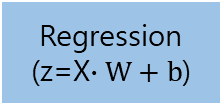 Regression
(z=X· W + b)